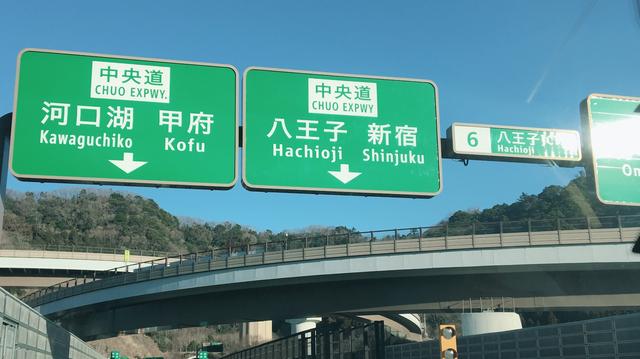 中央道
CHUO EXPWY.
河口湖 甲府
Kawaguchiko Kofu
中央道
CHUO EXPWY
八王子 新宿
Hachioji Shinjuku
6
八王子
Hachioji